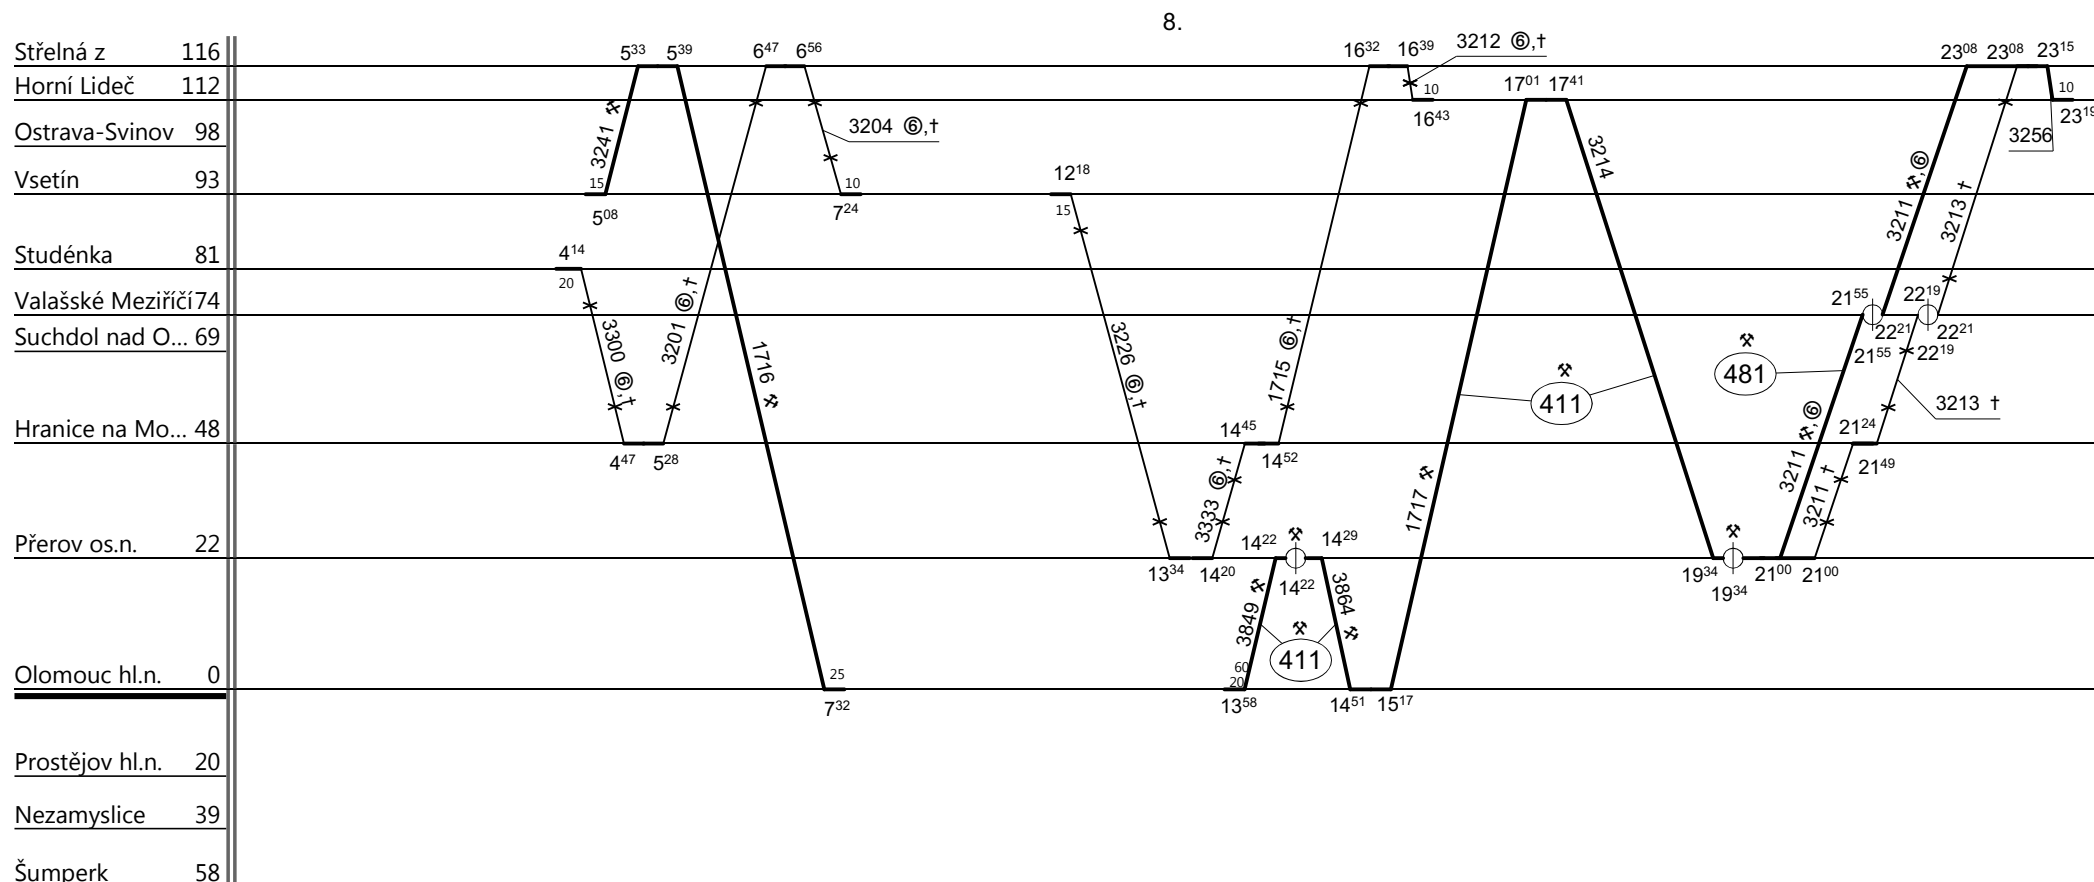 8.
Střelná z 116
5³³ 5³⁹ 6⁴⁷ 6⁵⁶ 16³² 16³⁹ 3212 ⑥,† 23⁰⁸ 23⁰⁸ 23¹⁵
Horní Lideč 112
10 17⁰¹ 17⁴¹ 10
16⁴³ 23¹⁹
3241 ⚒ 3204 ⑥,† 3214 3256
Ostrava-Svinov 98
Vsetín 93
15 10 12¹⁸
5⁰⁸ 7²⁴ 15
3211 ⚒,⑥ 3213 †
Studénka 81
4¹⁴
20
Valašské Meziříčí 74
21⁵⁵ 22¹⁹
22²¹ 22²¹
21⁵⁵ 22¹⁹
Suchdol nad O... 69
3300 ⑥,† 3201 ⑥,† 1716 ⚒ 3226 ⑥,† 1715 ⑥,†
⚒ ⚒
411 481
3213 †
Hranice na Mo... 48
4⁴⁷ 5²⁸ 14⁴⁵ 14⁵² 21²⁴ 21⁴⁹
3333 ⑥,† 1717 ⚒ 3211 ⚒,⑥ 3211 †
Přerov os.n. 22
14²² ⚒ 14²⁹ ⚒
13³⁴ 14²⁰ 14²² 19³⁴ 19³⁴ 21⁰⁰ 21⁰⁰
3849 ⚒ 3864 ⚒
⚒
411
Olomouc hl.n. 0
25 60
20
7³² 13⁵⁸ 14⁵¹ 15¹⁷
Prostějov hl.n. 20
Nezamyslice 39
Šumperk 58